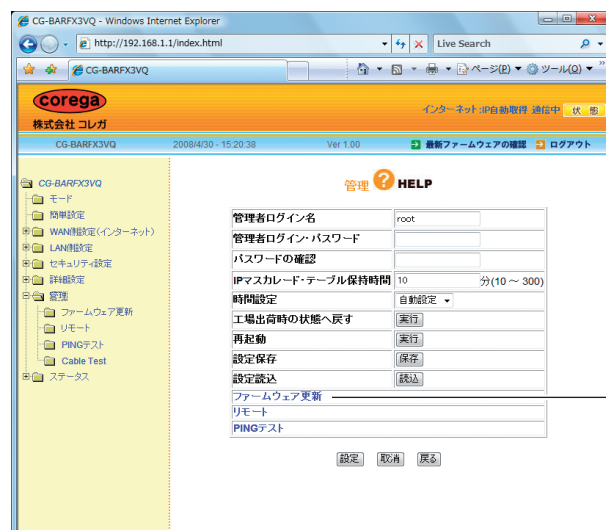 CG-BARFX3VQ - Windows Internet Explorer
http://192.168.1.1/index.html
Live Search
CG-BARFX3VQ
ページ(P) ツール(O) »
corega
株式会社 コレガ
インターネット:IP自動取得 通信中 状 態
CG-BARFX3VQ 2008/4/30 - 15:20:38 Ver 1.00 最新ファームウェアの確認 ログアウト
CG-BARFX3VQ
モード
簡単設定
WAN側設定(インターネット)
LAN側設定
セキュリティ設定
詳細設定
管理
ファームウェア更新
リモート
PINGテスト
Cable Test
ステータス
管理 ? HELP
管理者ログイン名 root
管理者ログイン・パスワード
パスワードの確認
IPマスカレード・テーブル保持時間 10 分(10 ～ 300)
時間設定 自動設定
工場出荷時の状態へ戻す 実行
再起動 実行
設定保存 保存
設定読込 読込
ファームウェア更新
リモート
PINGテスト
設定 取消 戻る